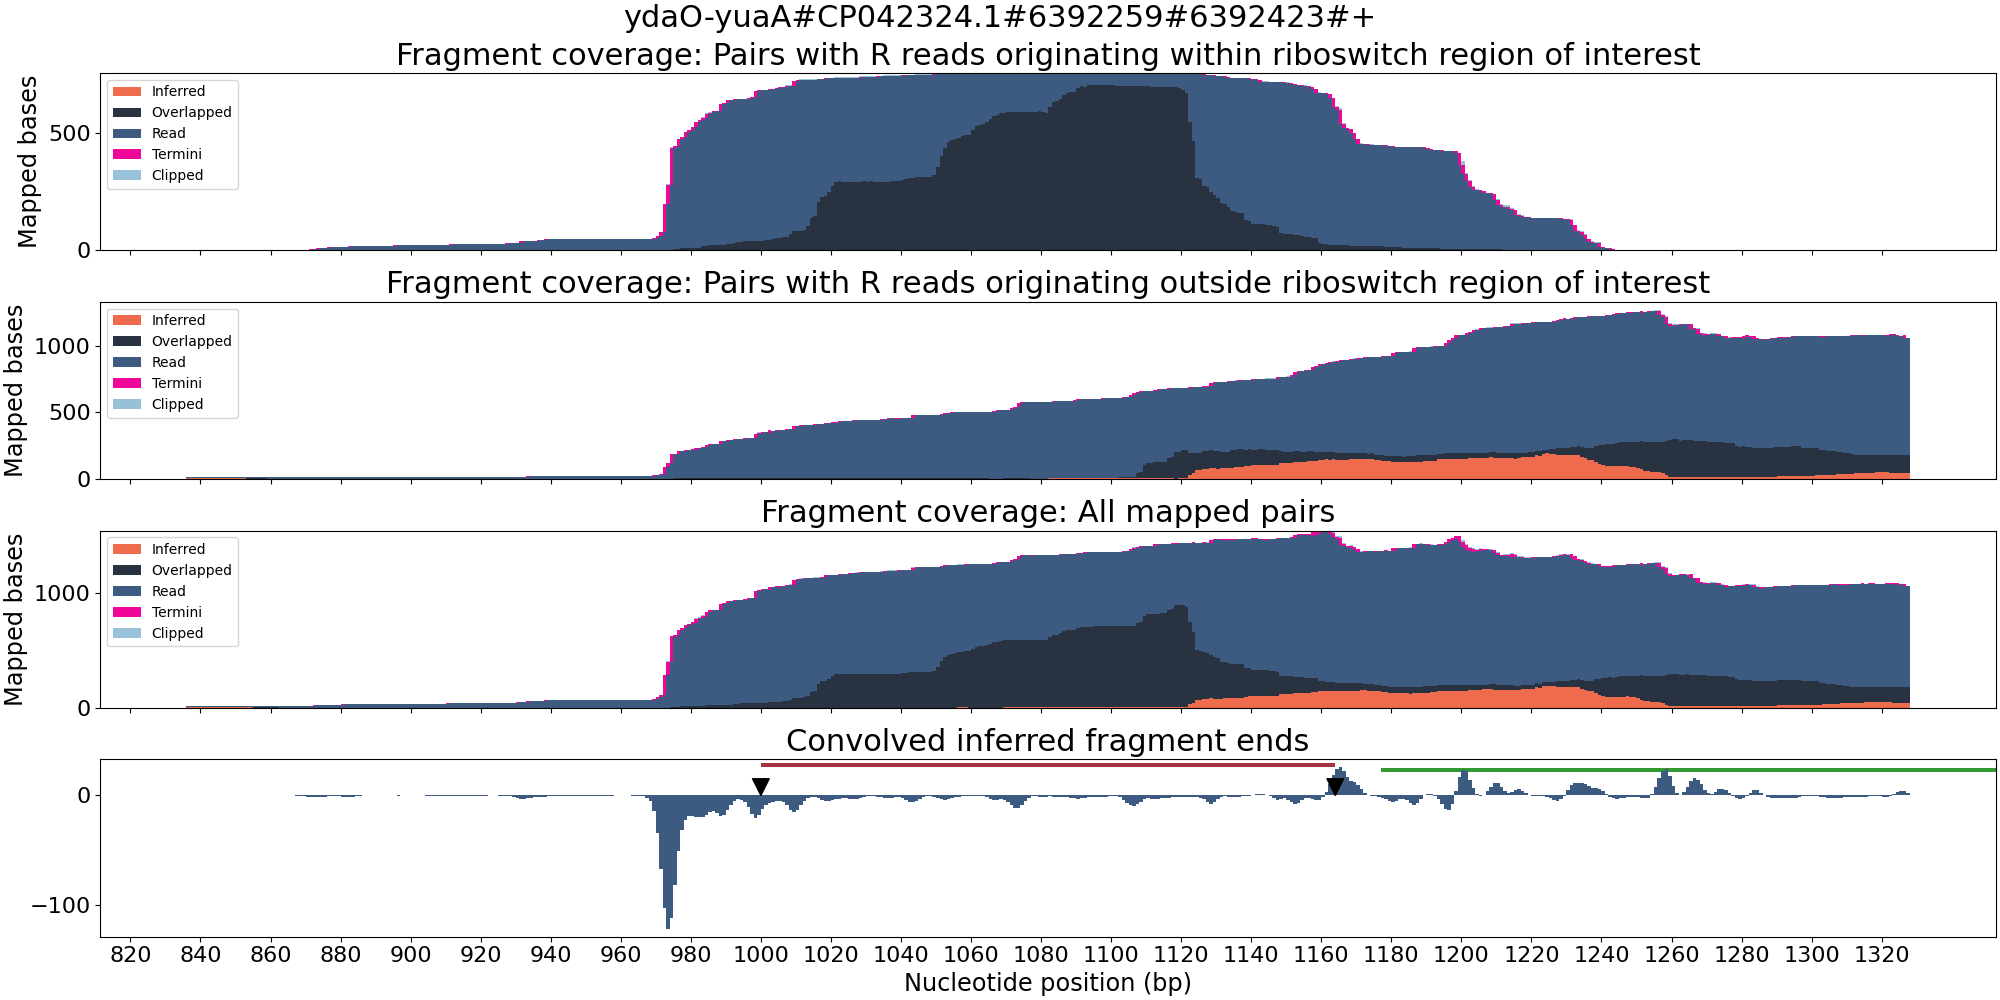 ydaO-yuaA#CP042324.1#6392259#6392423#+
Fragment coverage: Pairs with R reads originating within riboswitch region of interest
Mapped bases
500
0
Inferred
Overlapped
Read
Termini
Clipped
Fragment coverage: Pairs with R reads originating outside riboswitch region of interest
Mapped bases
1000
500
0
Inferred
Overlapped
Read
Termini
Clipped
Fragment coverage: All mapped pairs
Mapped bases
1000
0
Inferred
Overlapped
Read
Termini
Clipped
Convolved inferred fragment ends
0
−100
820 840 860 880 900 920 940 960 980 1000 1020 1040 1060 1080 1100 1120 1140 1160 1180 1200 1220 1240 1260 1280 1300 1320
Nucleotide position (bp)